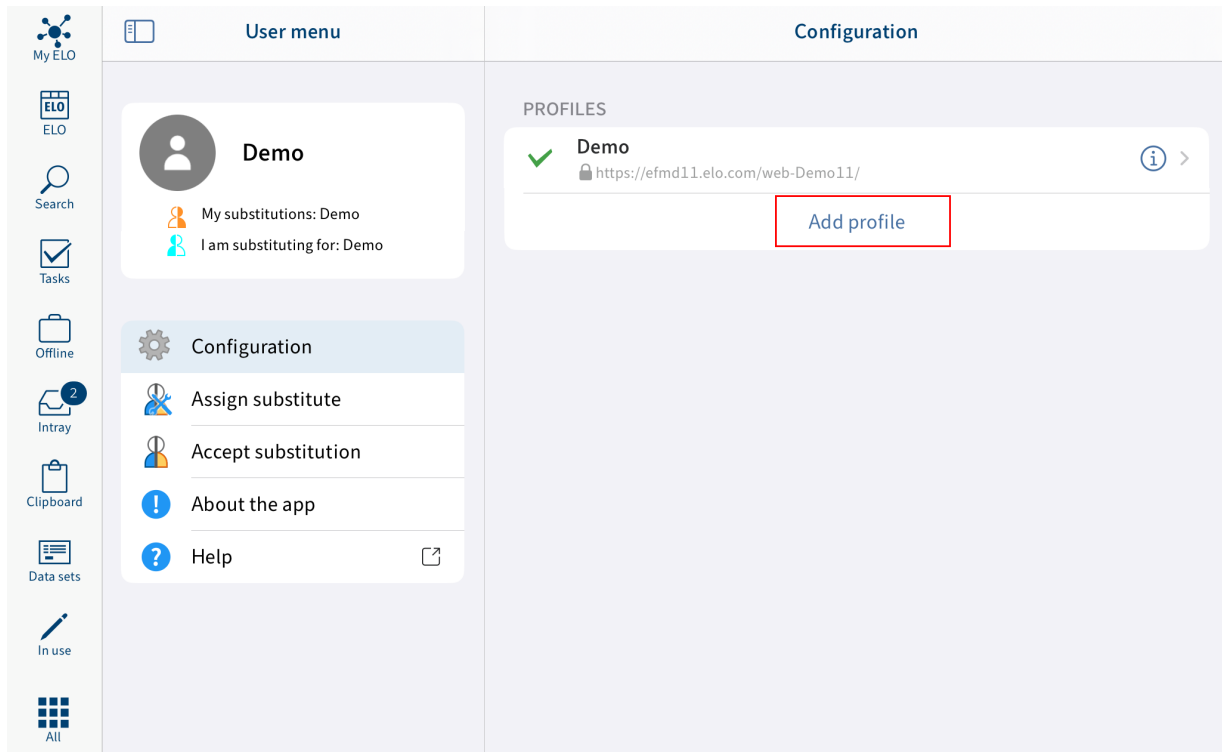 My ELO
ELO
ELO
Search
Tasks
Offline
2
Intray
Clipboard
Data sets
In use
All
User menu
Demo
My substitutions: Demo
I am substituting for: Demo
Configuration
Assign substitute
Accept substitution
! About the app
? Help
Configuration
PROFILES
Demo
https://efmd11.elo.com/web-Demo11/
Add profile